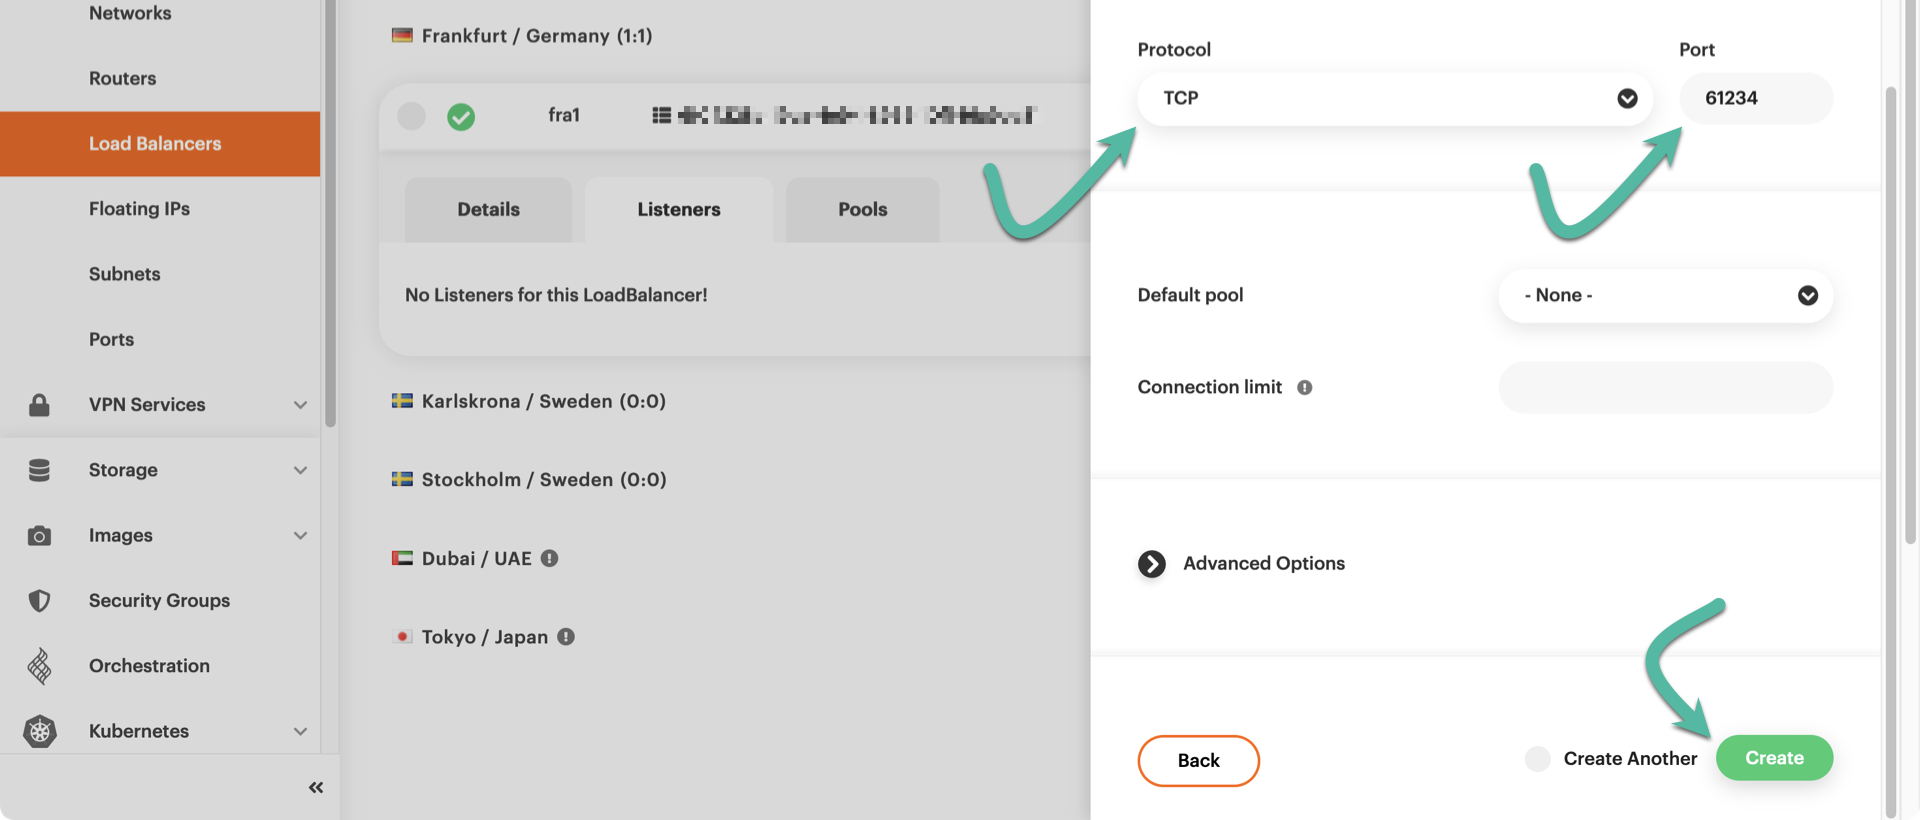 Networks
Routers
Load Balancers
Floating IPs
Subnets
Ports
VPN Services
Storage
Images
Security Groups
Orchestration
Kubernetes
Frankfurt / Germany (1:1)
fra1
Details
Listeners
Pools
No Listeners for this LoadBalancer!
Karlskrona / Sweden (0:0)
Stockholm / Sweden (0:0)
Dubai / UAE
Tokyo / Japan
Protocol
Port
TCP
61234
Default pool
- None -
Connection limit
Advanced Options
Back
Create Another
Create